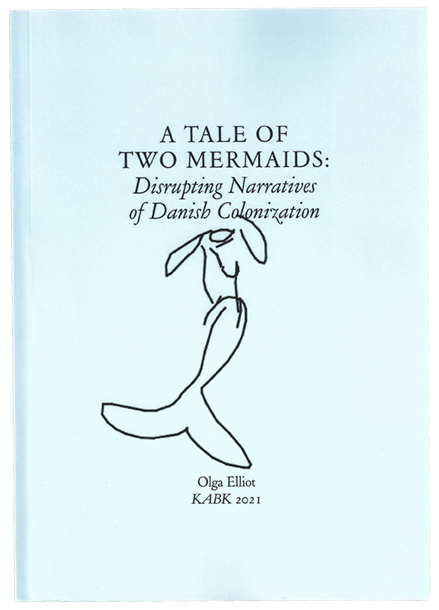 A TALE OF
TWO MERMAIDS:
Disrupting Narratives
of Danish Colonization
Olga Elliot
KABK 2021